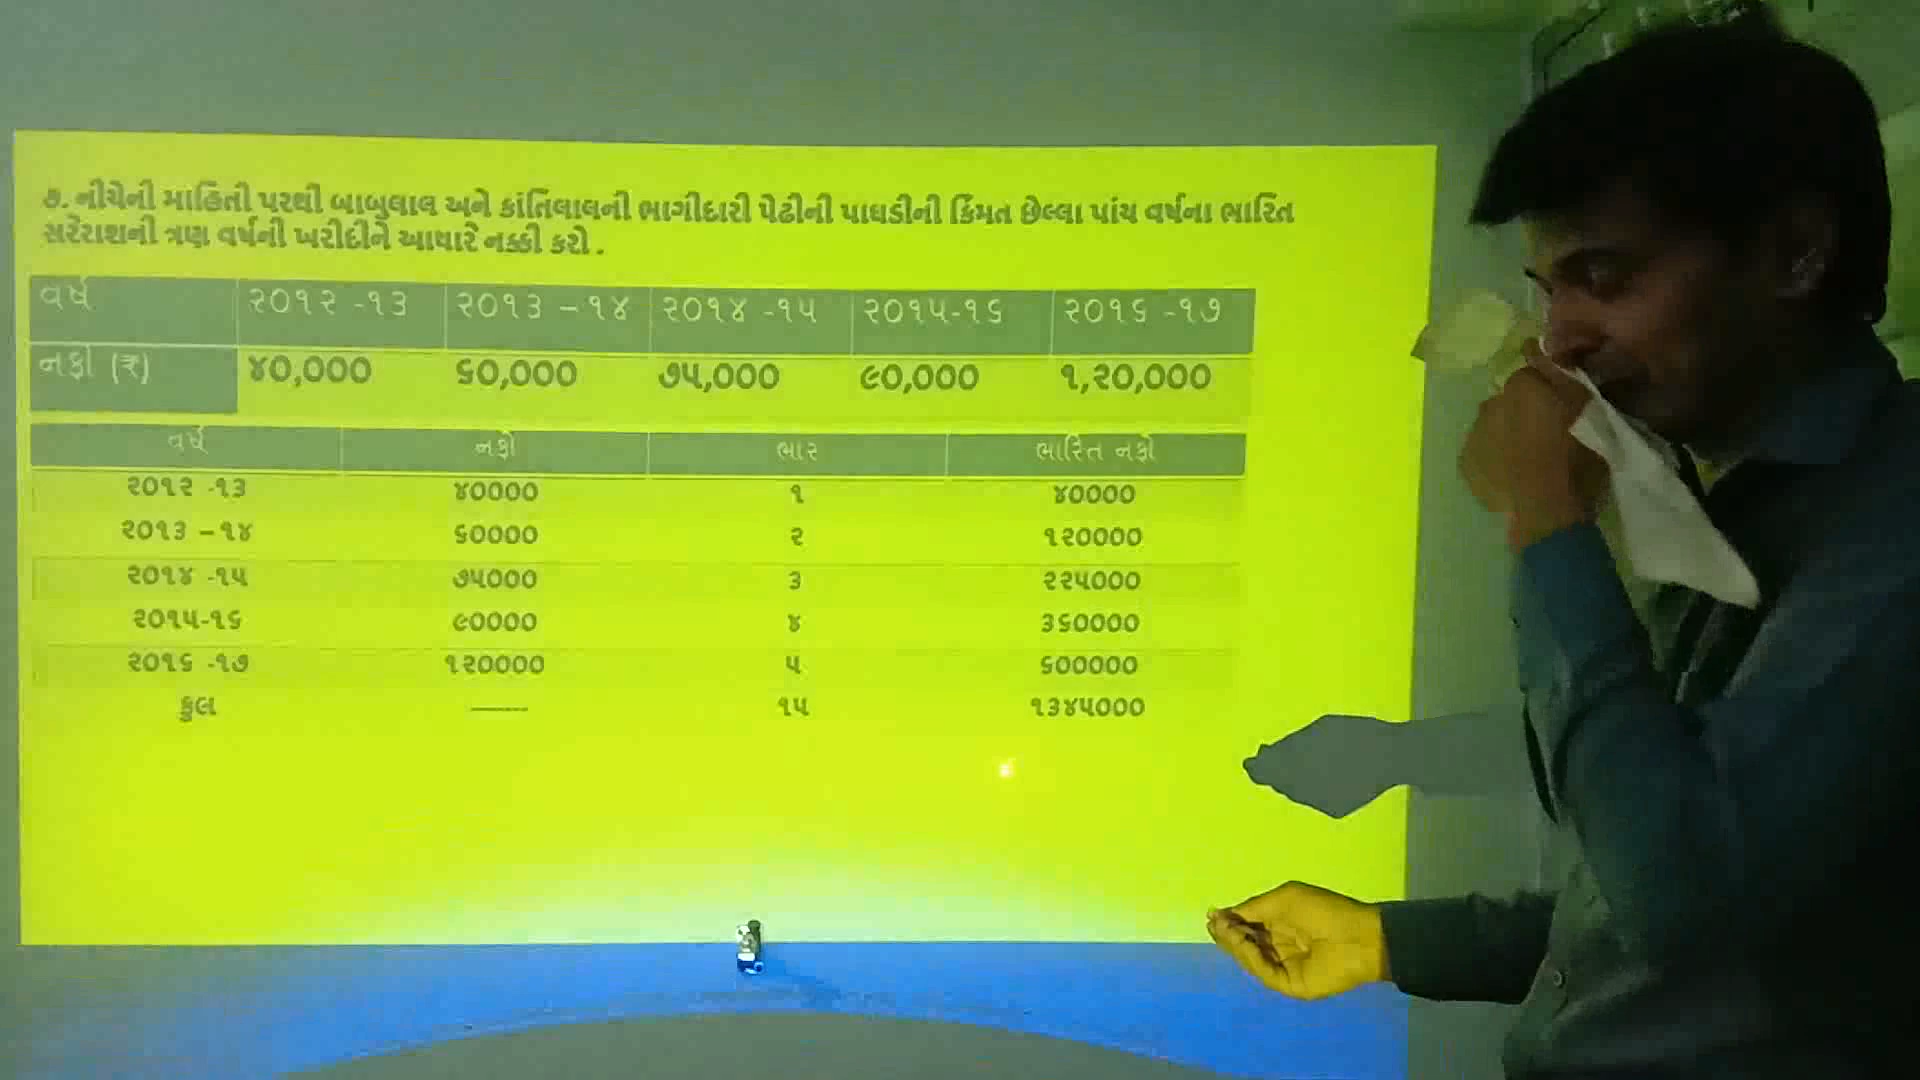 ૭. નીચેની માહિતી પરથી બાબુલાલ અને કાંતિલાલની ભાગીદારી પેઢીની પાઘડીની કિંમત છેલ્લા પાંચ વર્ષના ભારિત
સરેરાશની ત્રણ વર્ષની ખરીદીને આધારે નક્કી કરો .
વર્ષ ૨૦૧૨ -૧૩ ૨૦૧૩ – ૧૪ ૨૦૧૪ -૧૫ ૨૦૧૫-૧૬ ૨૦૧૬ -૧૭
નફો (₹) ૪૦,૦૦૦ ૬૦,૦૦૦ ૭૫,૦૦૦ ૯૦,૦૦૦ ૧,૨૦,૦૦૦
વર્ષ નફો ભાર ભારિત નફો
૨૦૧૨ -૧૩ ૪૦૦૦૦ ૧ ૪૦૦૦૦
૨૦૧૩ – ૧૪ ૬૦૦૦૦ ૨ ૧૨૦૦૦૦
૨૦૧૪ -૧૫ ૭૫૦૦૦ ૩ ૨૨૫૦૦૦
૨૦૧૫-૧૬ ૯૦૦૦૦ ૪ ૩૬૦૦૦૦
૨૦૧૬ -૧૭ ૧૨૦૦૦૦ ૫ ૬૦૦૦૦૦
કુલ —— ૧૫ ૧૩૪૫૦૦૦